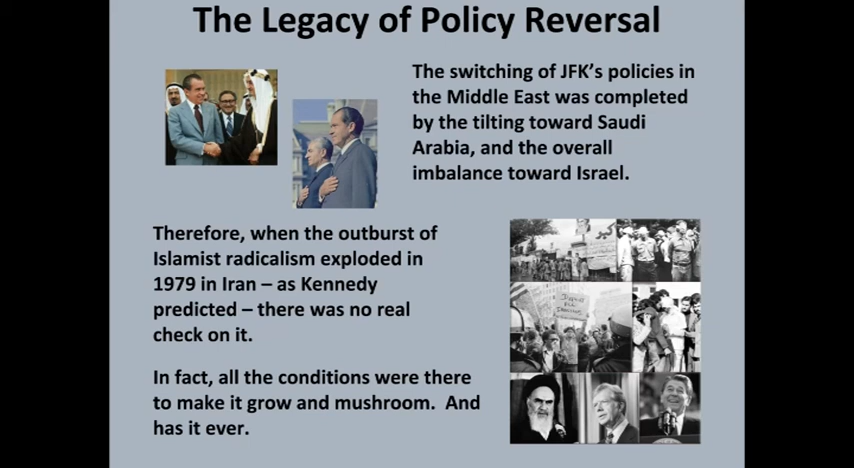 The Legacy of Policy Reversal
The switching of JFK's policies in
the Middle East was completed
by the tilting toward Saudi
Arabia, and the overall
imbalance toward Israel.
Therefore, when the outburst of
Islamist radicalism exploded in
1979 in Iran – as Kennedy
predicted – there was no real
check on it.
In fact, all the conditions were there
to make it grow and mushroom.  And
has it ever.